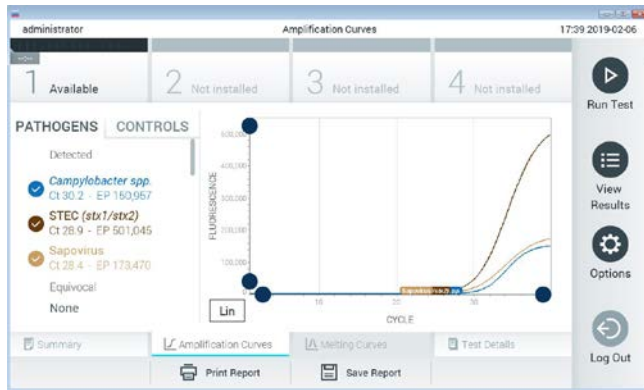 administrator
Amplification Curves
17:39 2019-02-06
1 Available
2 Not installed
3 Not installed
4 Not installed
Run Test
View
Results
Options
Log Out
PATHOGENS CONTROLS
Detected
Campylobacter spp.
Ct 30.2 - EP 150,957
STEC (stx1/stx2)
Ct 28.9 - EP 501,045
Sapovirus
Ct 28.4 - EP 173,470
Equivocal
None
FLUORESCENCE
500,000
400,000
300,000
200,000
100,000
Lin
10
20
30
CYCLE
Summary
Amplification Curves
Melting Curves
Test Details
Print Report
Save Report